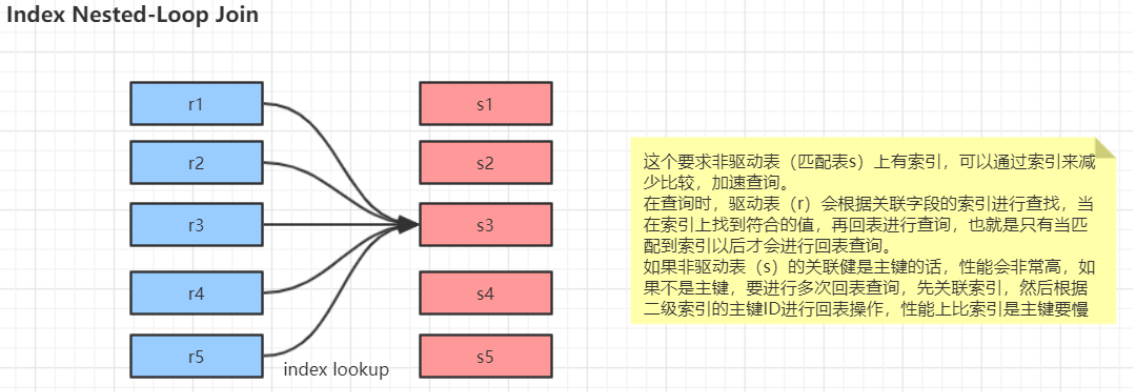 Index Nested-Loop Join
r1
s1
r2
s2
r3
s3
r4
s4
r5
s5
index lookup
这个要求非驱动表（匹配表s）上有索引，可以通过索引来减
少比较，加速查询。
在查询时，驱动表（r）会根据关联字段的索引进行查找，当
在索引上找到符合的值，再回表进行查询，也就是只有当匹
配到索引以后才会进行回表查询。
如果非驱动表（s）的关联健是主键的话，性能会非常高，如
果不是主键，要进行多次回表查询，先关联索引，然后根据
二级索引的主键ID进行回表操作，性能上比索引是主键要慢